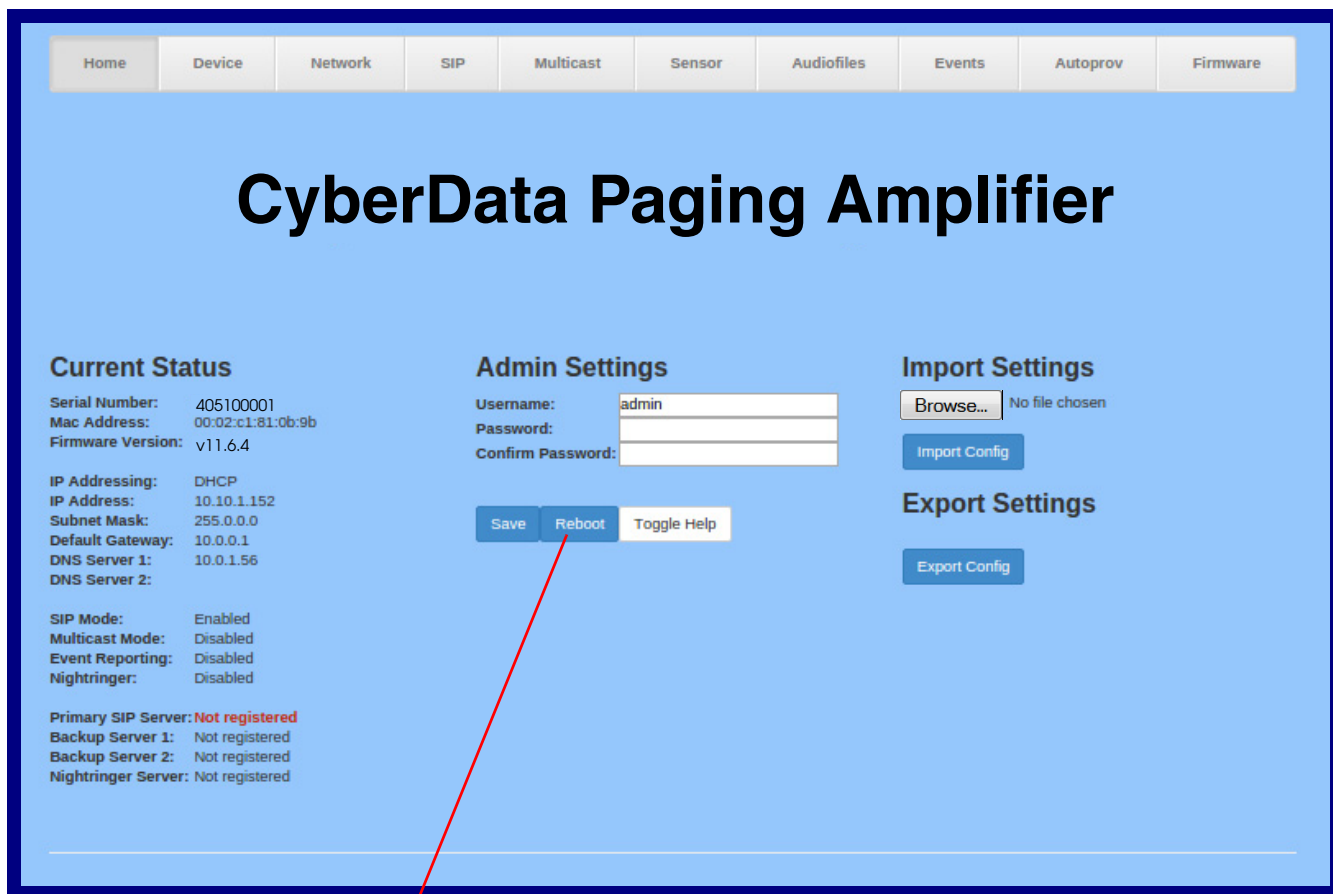 Home Device Network SIP Multicast Sensor Audiofiles Events Autoprov Firmware
CyberData Paging Amplifier
Current Status
Serial Number: 405100001
Mac Address: 00:02:c1:81:0b:9b
Firmware Version: v11.6.4
IP Addressing: DHCP
IP Address: 10.10.1.152
Subnet Mask: 255.0.0.0
Default Gateway: 10.0.0.1
DNS Server 1: 10.0.1.56
DNS Server 2:
SIP Mode: Enabled
Multicast Mode: Disabled
Event Reporting: Disabled
Nightringer: Disabled
Primary SIP Server: Not registered
Backup Server 1: Not registered
Backup Server 2: Not registered
Nightringer Server: Not registered
Admin Settings
Username: admin
Password:
Confirm Password:
Save Reboot Toggle Help
Import Settings
Browse... No file chosen
Import Config
Export Settings
Export Config